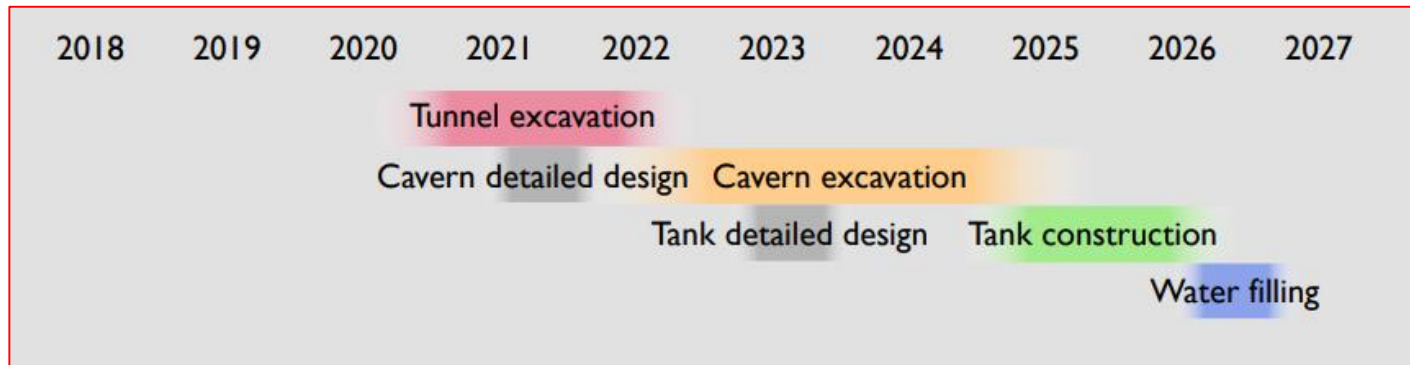 2018 2019 2020 2021 2022 2023 2024 2025 2026 2027
Tunnel excavation
Cavern detailed design Cavern excavation
Tank detailed design Tank construction
Water filling